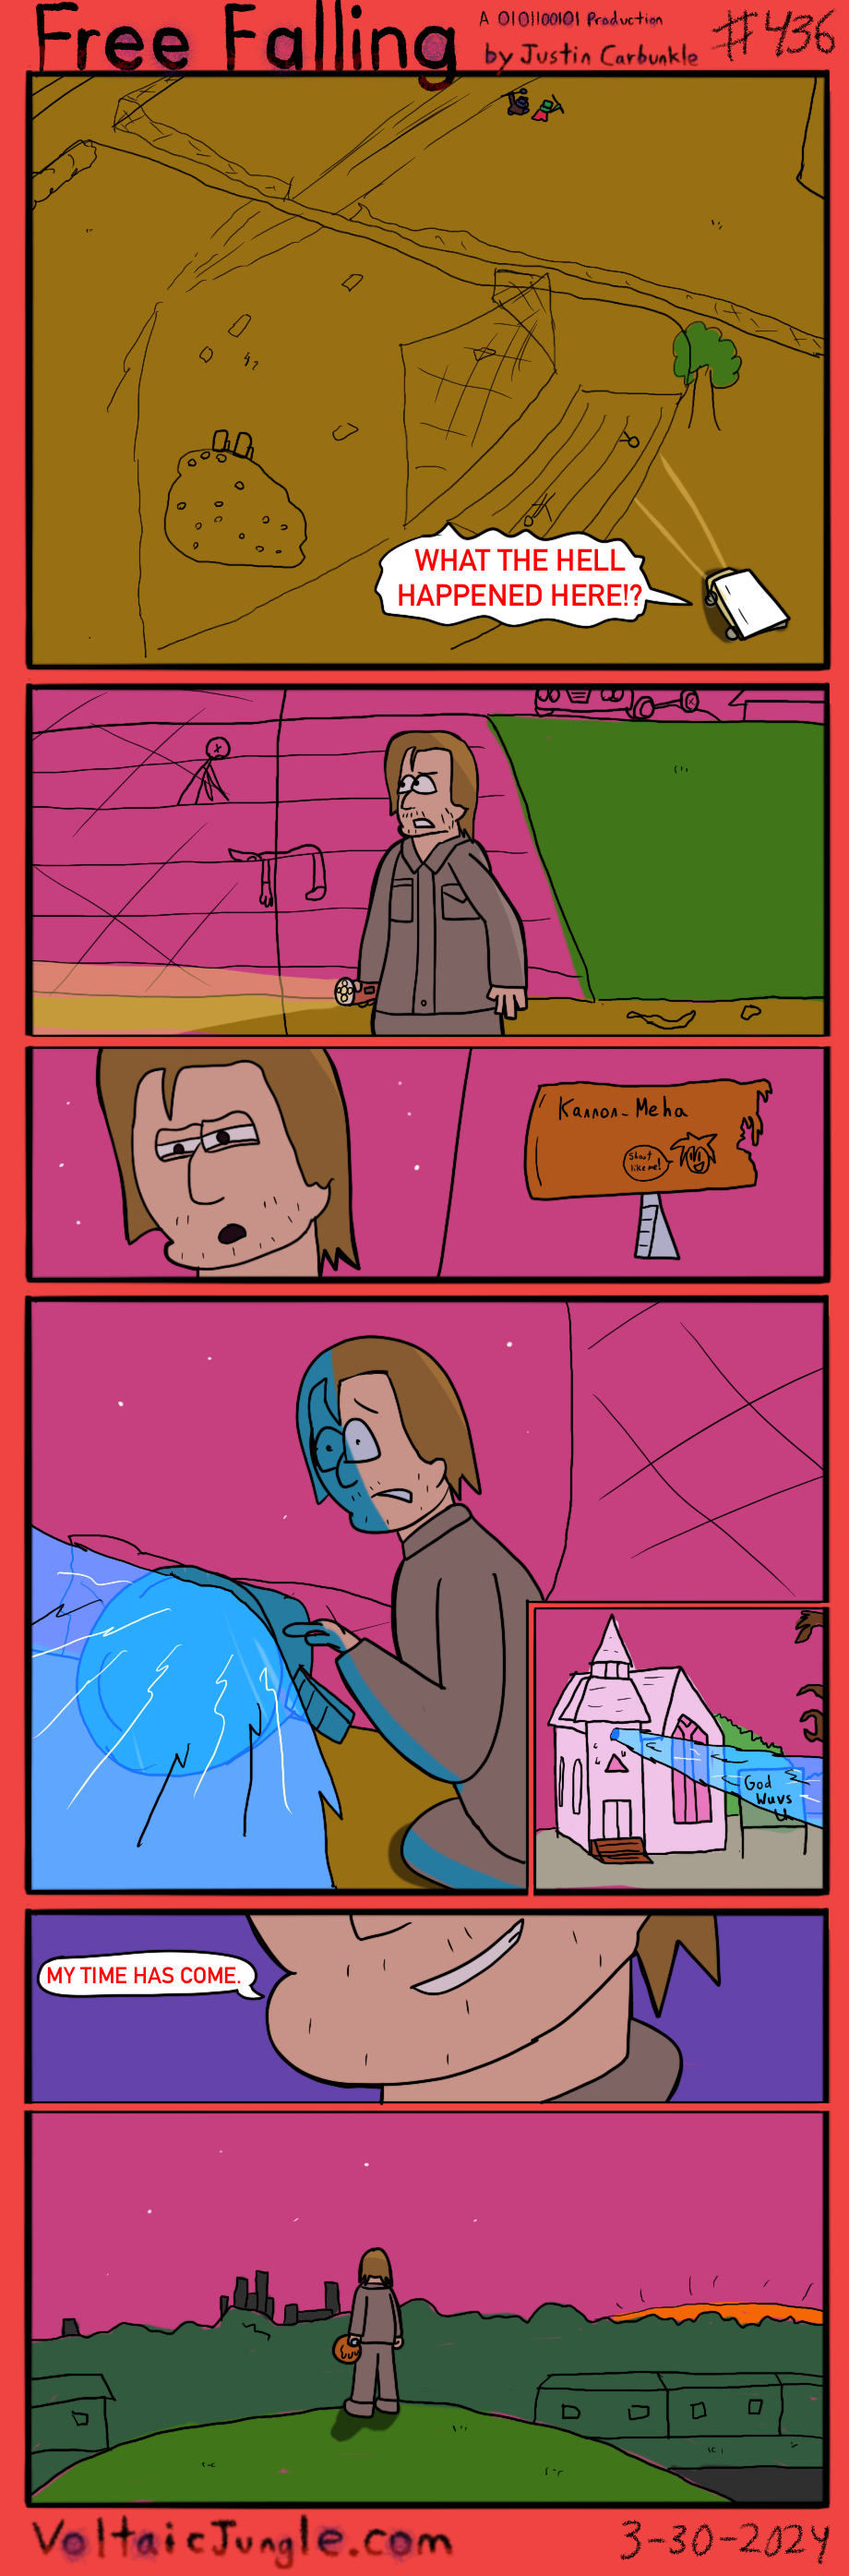 Free Falling
A 0101100101 Production
by Justin Carbunkle
#436
WHAT THE HELL
HAPPENED HERE!?
Kannon-Meha
Shoot
like me!
God
Wuvs
U
MY TIME HAS COME.
VoltaicJungle.com
3-30-2024